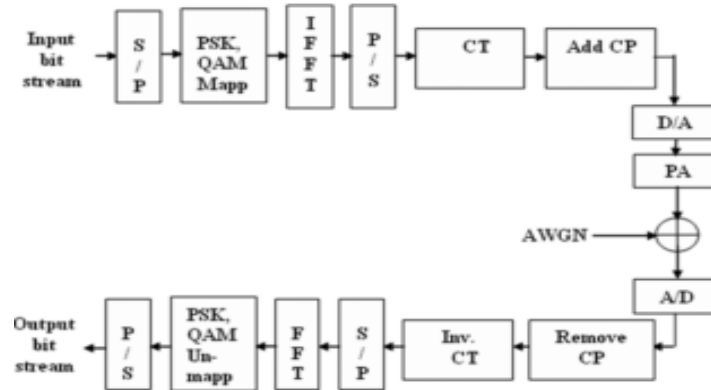 Input
bit
stream
S
/
P
PSK,
QAM
Mapp
I
F
F
T
P
/
S
CT
Add CP
D/A
PA
AWGN
A/D
Remove
CP
Inv.
CT
S
/
P
F
F
T
PSK,
QAM
Un-
mapp
P
/
S
Output
bit
stream